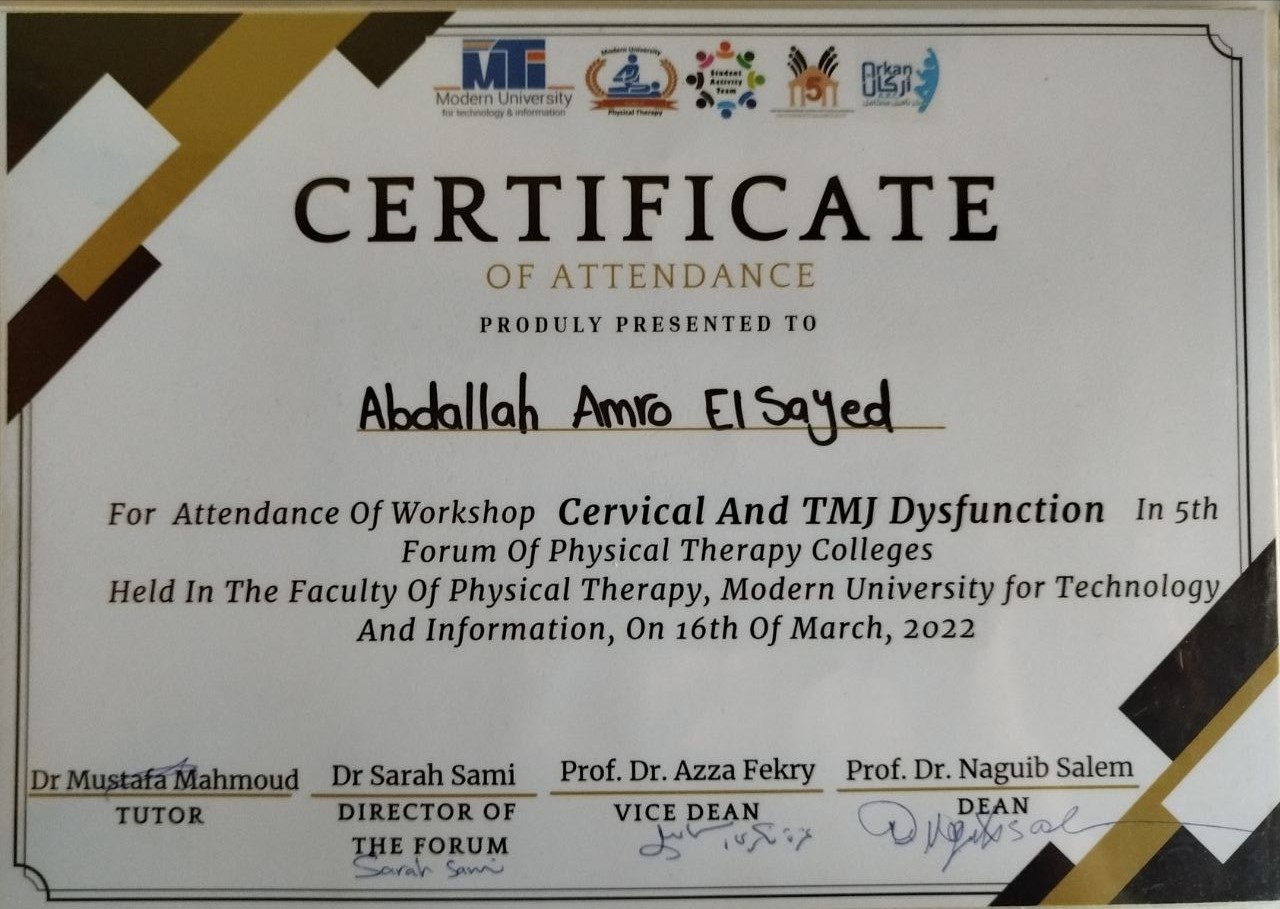 MTi
Modern University
for technology & information
Modern University
Physical Therapy
Student
Activity
Team
5
Arkan
أركان
CERTIFICATE
OF ATTENDANCE
PRODULY PRESENTED TO
Abdallah Amro El Sayed
For Attendance Of Workshop Cervical And TMJ Dysfunction In 5th
Forum Of Physical Therapy Colleges
Held In The Faculty Of Physical Therapy, Modern University for Technology
And Information, On 16th Of March, 2022
Dr Mustafa Mahmoud
TUTOR
Dr Sarah Sami
DIRECTOR OF
THE FORUM
Sarah Sami
Prof. Dr. Azza Fekry
VICE DEAN
Prof. Dr. Naguib Salem
DEAN